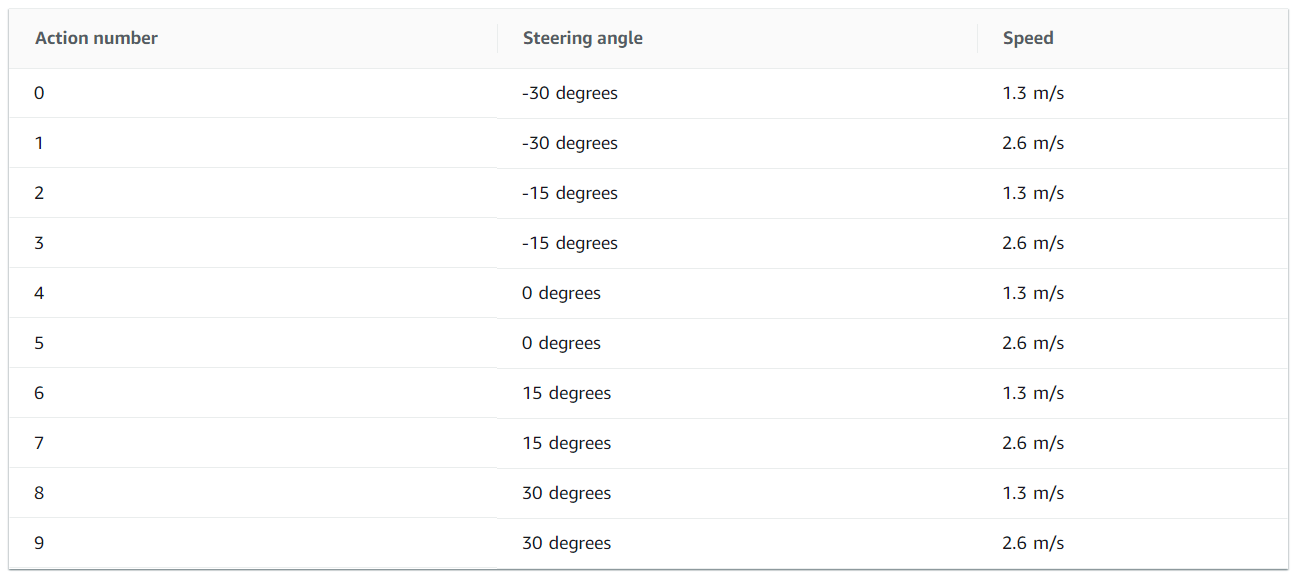 Action number Steering angle Speed
0 -30 degrees 1.3 m/s
1 -30 degrees 2.6 m/s
2 -15 degrees 1.3 m/s
3 -15 degrees 2.6 m/s
4 0 degrees 1.3 m/s
5 0 degrees 2.6 m/s
6 15 degrees 1.3 m/s
7 15 degrees 2.6 m/s
8 30 degrees 1.3 m/s
9 30 degrees 2.6 m/s